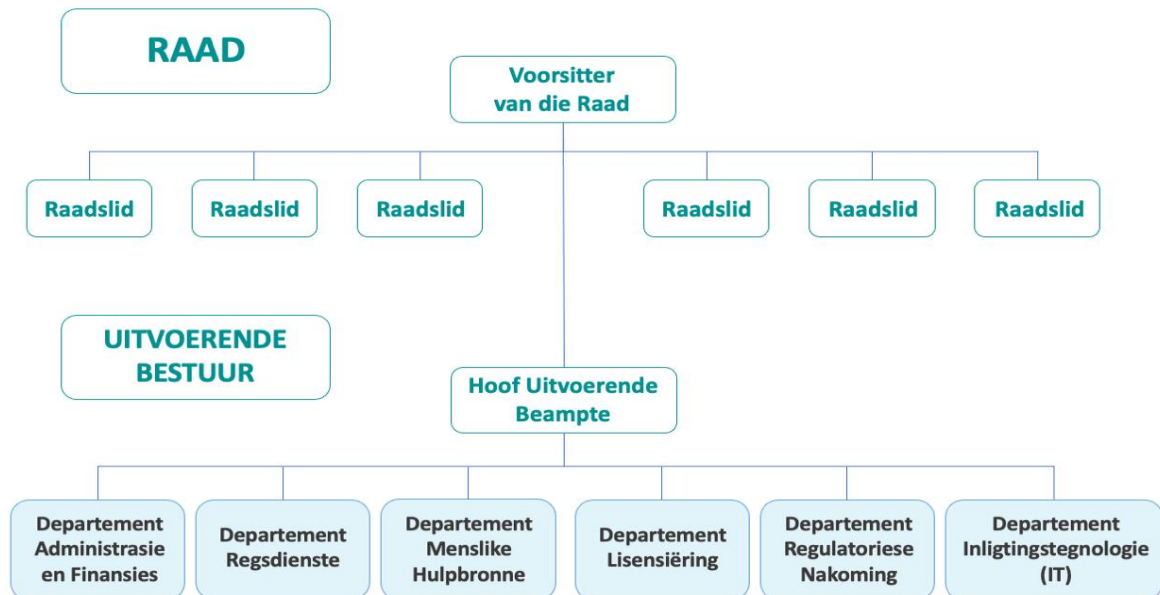 RAAD
Voorsitter
van die Raad
Raadslid
Raadslid
Raadslid
Raadslid
Raadslid
Raadslid
UITVOERENDE
BESTUUR
Hoof Uitvoerende
Beampte
Departement
Administrasie
en Finansies
Departement
Regsdienste
Departement
Menslike
Hulpbronne
Departement
Lisensiëring
Departement
Regulatoriese
Nakoming
Departement
Inligtingstegnologie
(IT)